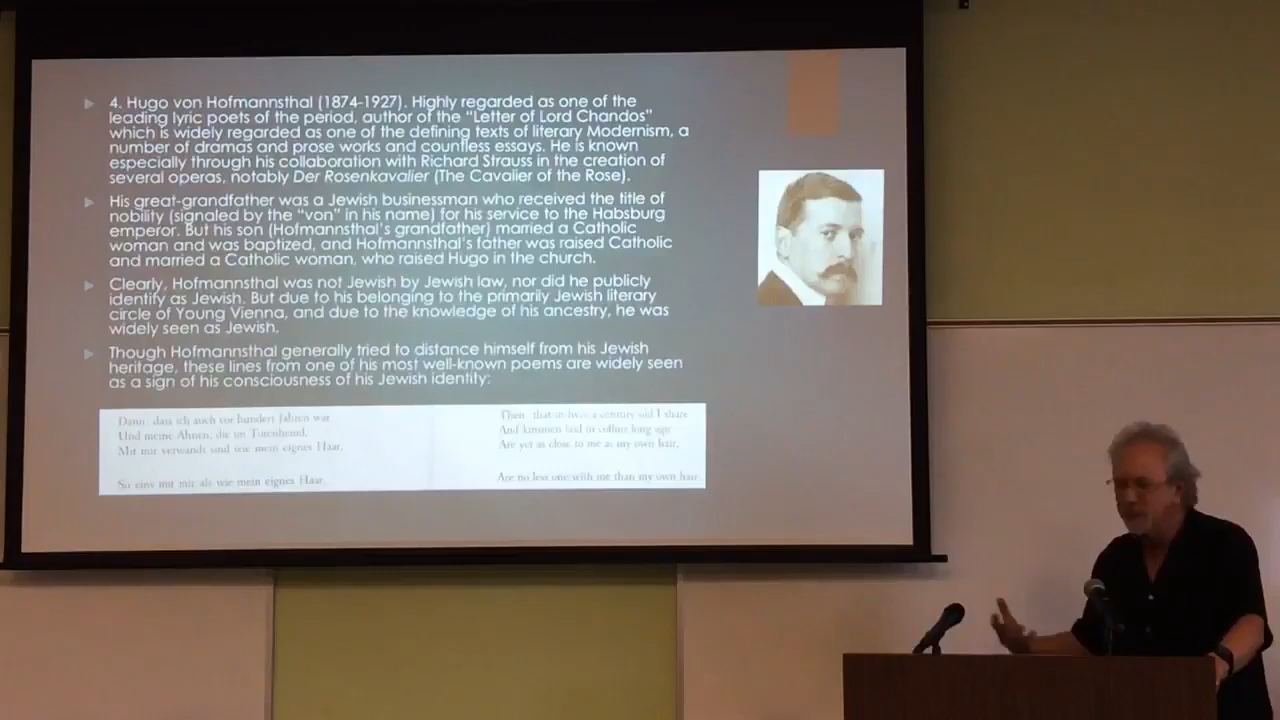 4. Hugo von Hofmannsthal (1874-1927). Highly regarded as one of the
leading lyric poets of the period, author of the “Letter of Lord Chandos”
which is widely regarded as one of the defining texts of literary Modernism, a
number of dramas and prose works and countless essays. He is known
especially through his collaboration with Richard Strauss in the creation of
several operas, notably Der Rosenkavalier (The Cavalier of the Rose).
His great-grandfather was a Jewish businessman who received the title of
nobility (signaled by the “von” in his name) for his service to the Habsburg
emperor. But his son (Hofmannsthal’s grandfather) married a Catholic
woman and was baptized, and Hofmannsthal’s father was raised Catholic
and married a Catholic woman, who raised Hugo in the church.
Clearly, Hofmannsthal was not Jewish by Jewish law, nor did he publicly
identify as Jewish. But due to his belonging to the primarily Jewish literary
circle of Young Vienna, and due to the knowledge of his ancestry, he was
widely seen as Jewish.
Though Hofmannsthal generally tried to distance himself from his Jewish
heritage, these lines from one of his most well-known poems are widely seen
as a sign of his consciousness of his Jewish identity:
Dann: dass ich auch vor hundert Jahren war
Und meine Ahnen, die im Totenhemd,
Mit mir verwandt sind wie mein eignes Haar,
So eins mit mir als wie mein eignes Haar.
Then: that in lives a century old I share
And kinsmen laid in coffins long ago
Are yet as close to me as my own hair,
Are no less one with me than my own hair.